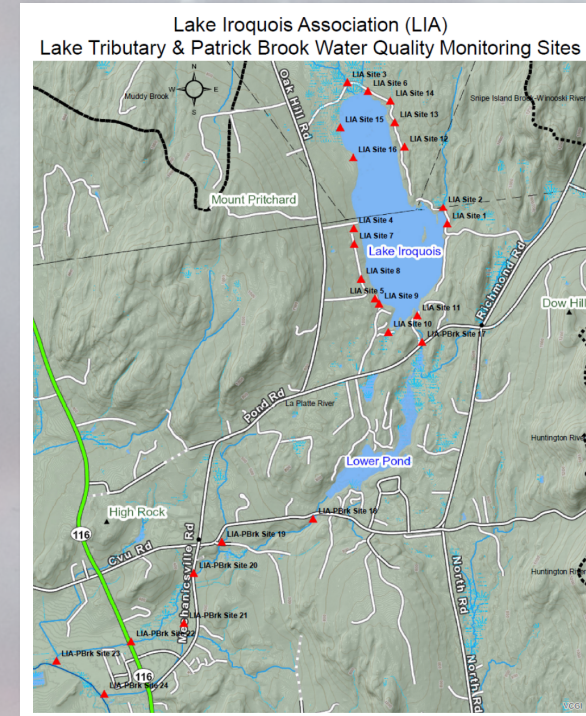 Lake Iroquois Association (LIA)
Lake Tributary & Patrick Brook Water Quality Monitoring Sites
N
W
E
S
Muddy Brook
Oak Hill Rd
LIA Site 3
LIA Site 6
LIA Site 14
Snipe Island Brook-Winooski River
LIA Site 13
LIA Site 15
LIA Site 12
LIA Site 16
Mount Pritchard
LIA Site 2
LIA Site 1
LIA Site 4
LIA Site 7
Lake Iroquois
Richmond Rd
LIA Site 8
LIA Site 5
LIA Site 9
Dow Hill
LIA Site 11
LIA Site 10
LIA-PBrk Site 17
Pond Rd
La Platte River
Huntington Rive
Lower Pond
LIA-PBrk Site 18
High Rock
116
LIA-PBrk Site 19
Cvu Rd
Mechanicsville Rd
LIA-PBrk Site 20
North Rd
Huntington River
LIA-PBrk Site 21
LIA-PBrk Site 22
LIA-PBrk Site 23
116
LIA-PBrk Site 24
North Rd
VCGI